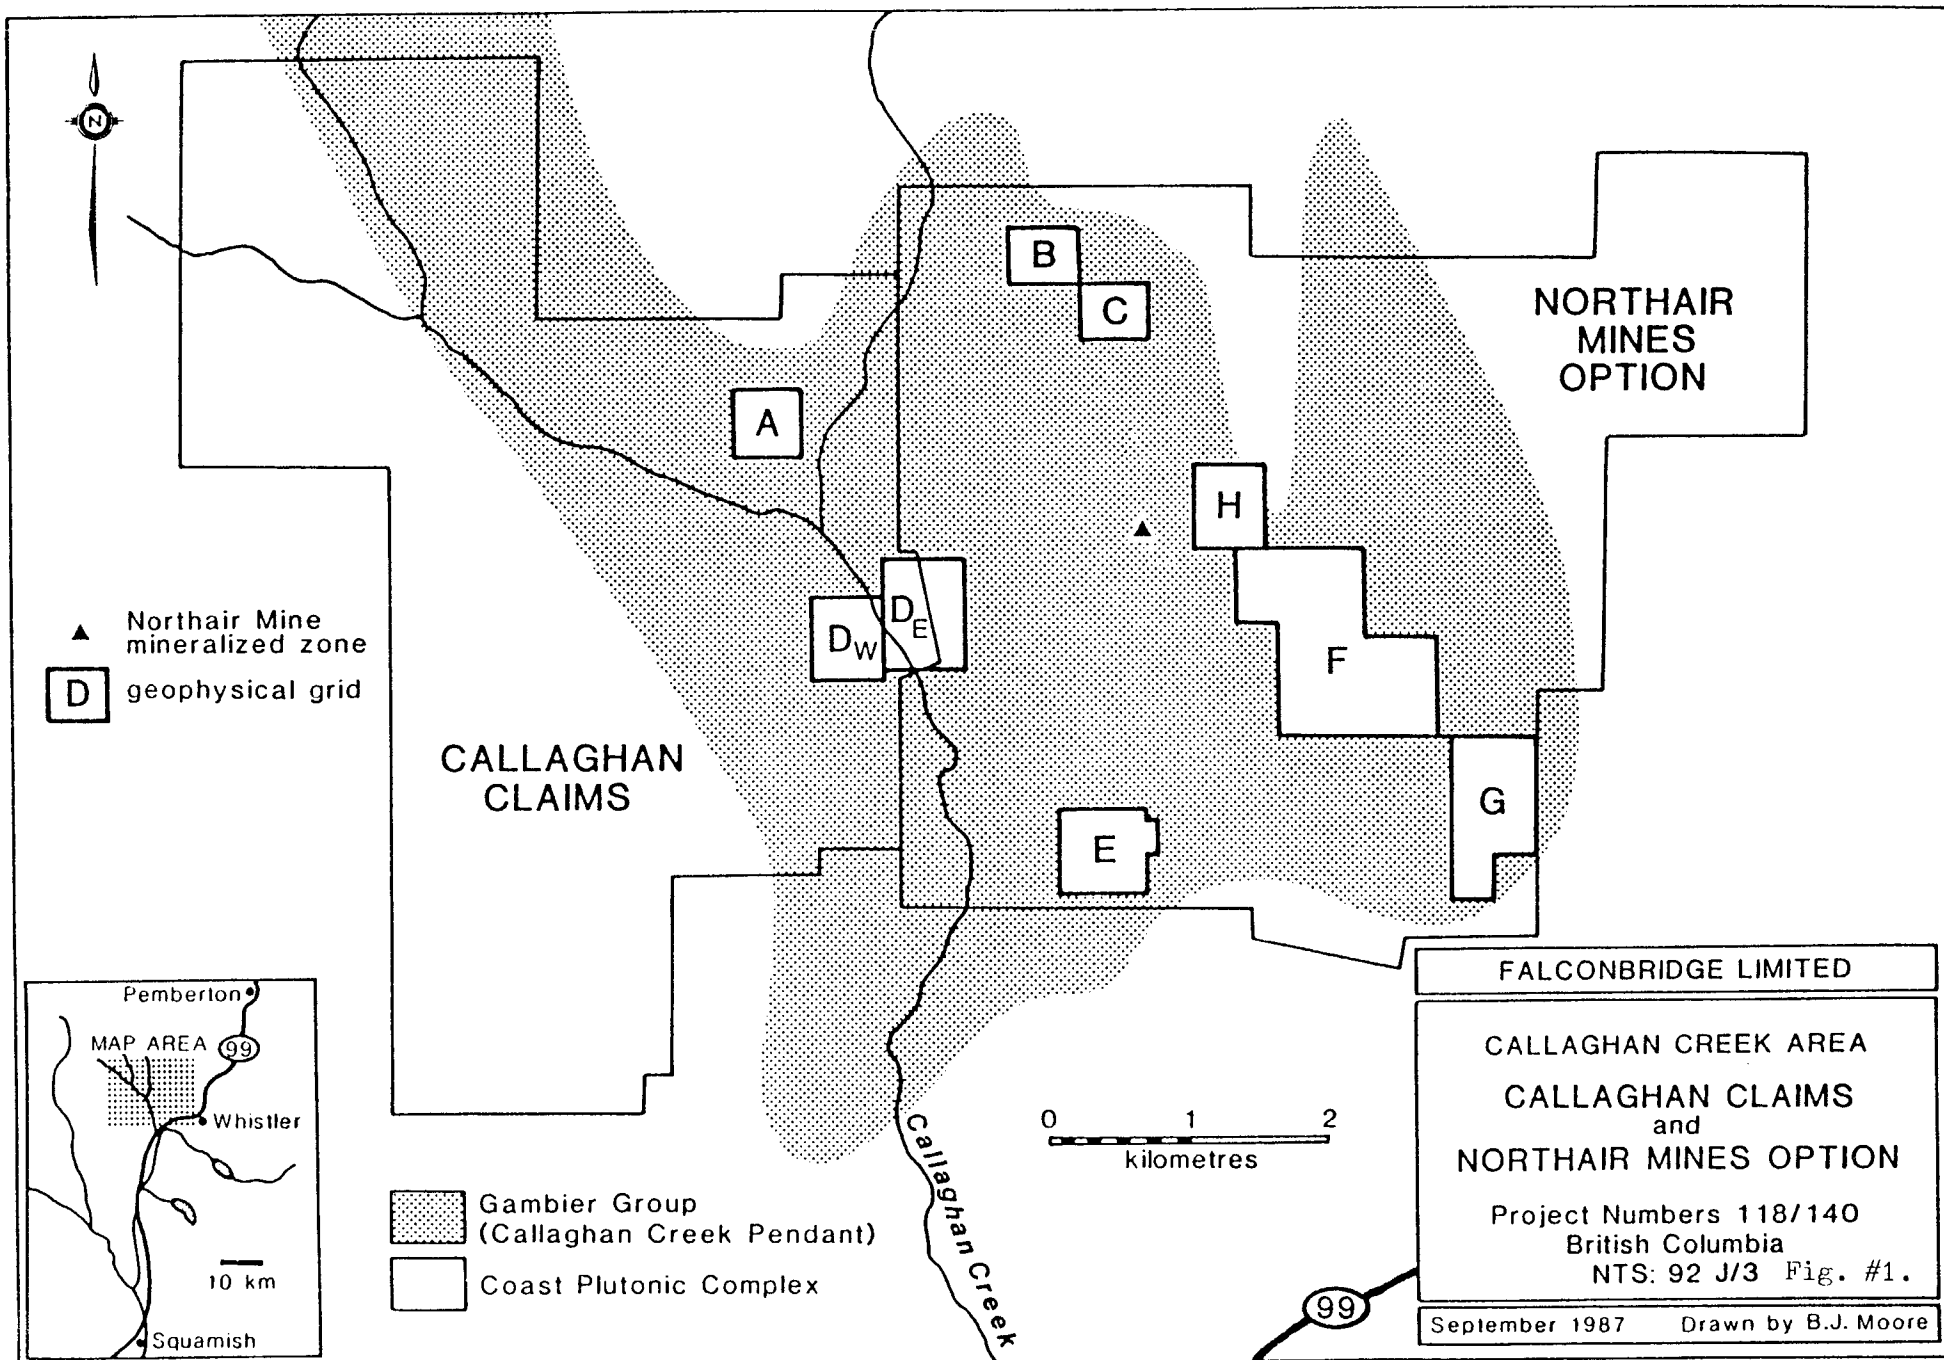 N
B
C
NORTHAIR
MINES
OPTION
A
H
Northair Mine
mineralized zone
D
geophysical grid
DW
DE
F
CALLAGHAN
CLAIMS
E
G
Pemberton
MAP AREA
99
Whistler
10 km
Squamish
0 1 2
kilometres
Gambier Group
(Callaghan Creek Pendant)
Coast Plutonic Complex
Callaghan Creek
99
FALCONBRIDGE LIMITED
CALLAGHAN CREEK AREA
CALLAGHAN CLAIMS
and
NORTHAIR MINES OPTION
Project Numbers 118/140
British Columbia
NTS: 92 J/3 Fig. #1.
September 1987 Drawn by B.J. Moore